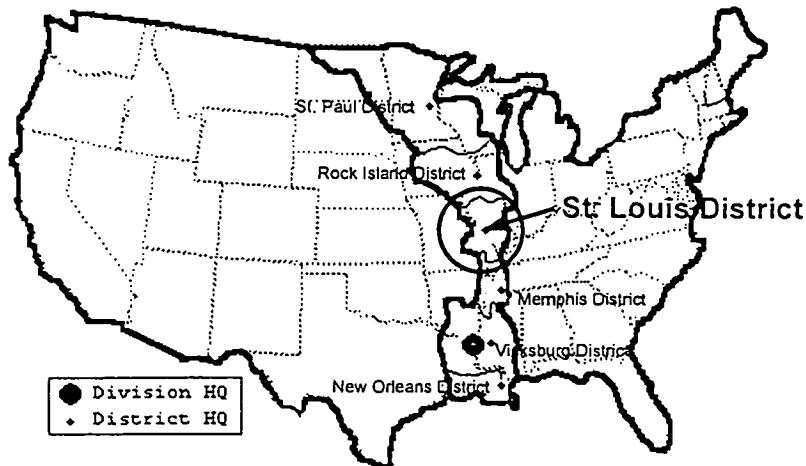 St. Paul District
Rock Island District
St. Louis District
Memphis District
Vicksburg District
New Orleans District
Division HQ
District HQ